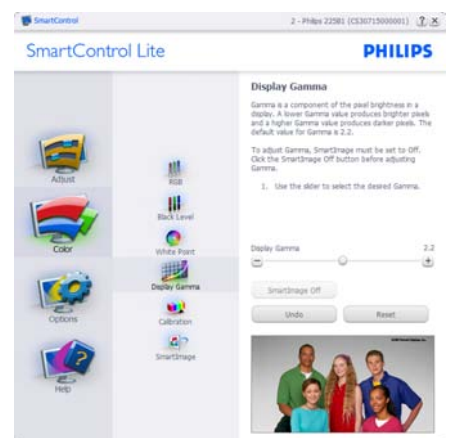 SmartControl
2 - Philips 225B1 (CS30715000001)
SmartControl Lite
PHILIPS
Display Gamma
Gamma is a component of the pixel brightness in a
display. A lower Gamma value produces brighter pixels
and a higher Gamma value produces darker pixels. The
default value for Gamma is 2.2.
To adjust Gamma, SmartImage must be set to Off.
Click the SmartImage Off button before adjusting
Gamma.
1. Use the slider to select the desired Gamma.
Adjust
Color
Options
Help
RGB
Black Level
White Point
Display Gamma
Calibration
SmartImage
Display Gamma 2.2
SmartImage Off
Undo Reset